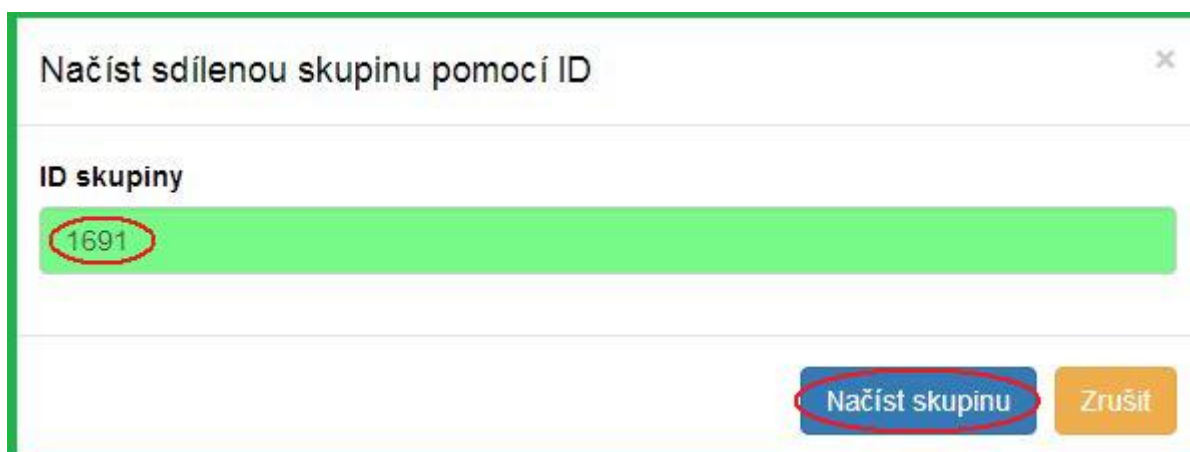 Načíst sdílenou skupinu pomocí ID
×
ID skupiny
1691
Načíst skupinu
Zrušit